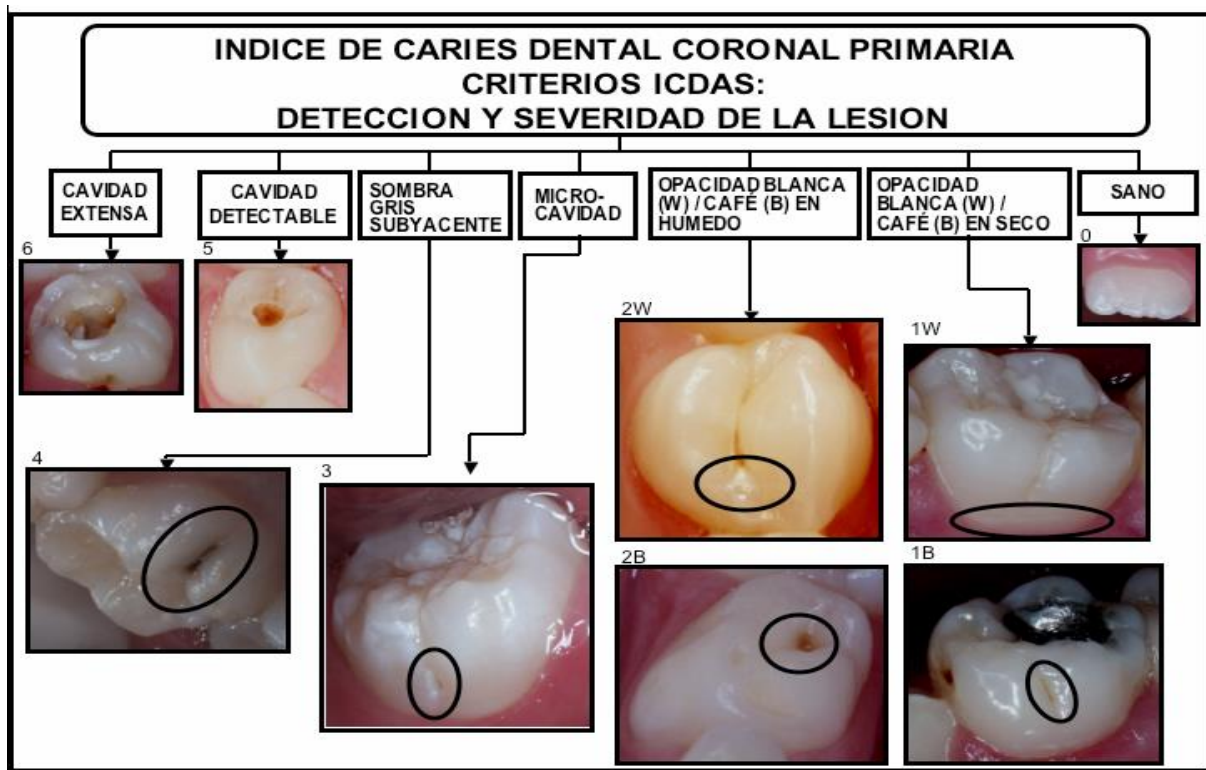 INDICE DE CARIES DENTAL CORONAL PRIMARIA
CRITERIOS ICDAS:
DETECCION Y SEVERIDAD DE LA LESION
CAVIDAD
EXTENSA
CAVIDAD
DETECTABLE
SOMBRA
GRIS
SUBYACENTE
MICRO-
CAVIDAD
OPACIDAD BLANCA
(W) / CAFÉ (B) EN
HUMEDO
OPACIDAD
BLANCA (W) /
CAFÉ (B) EN SECO
SANO
6
5
0
2W
1W
4
3
2B
1B